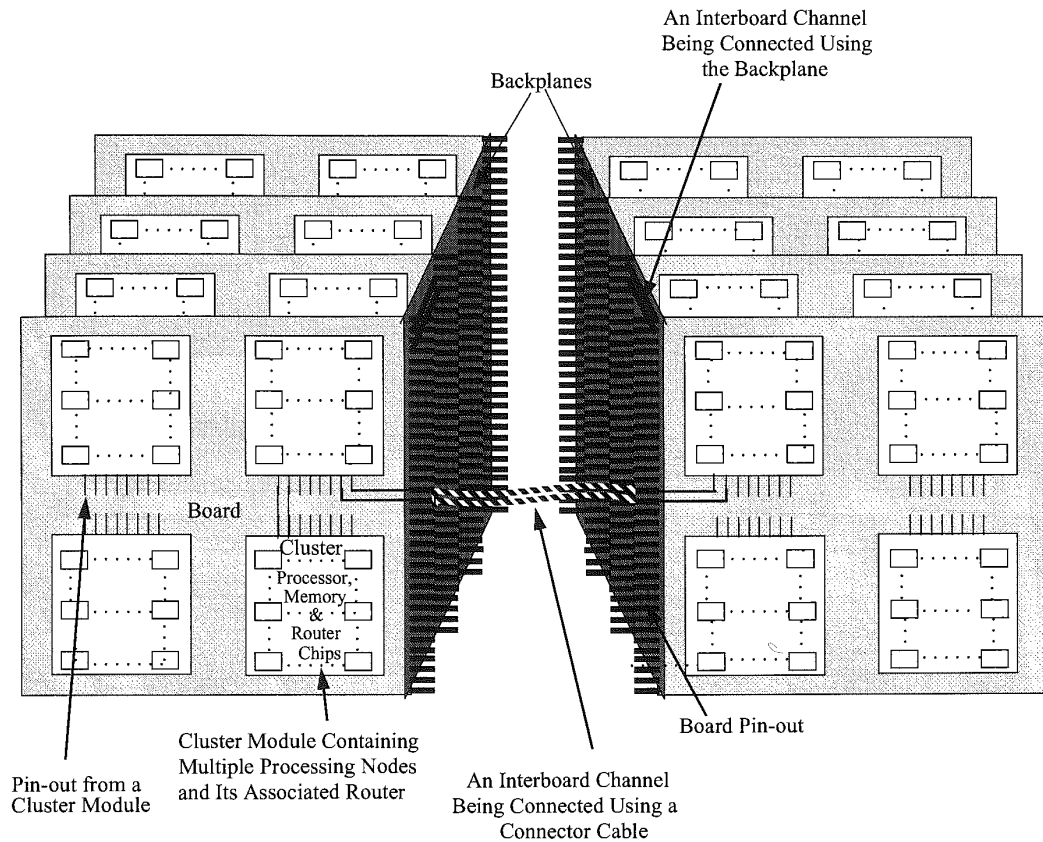 An Interboard Channel
Being Connected Using
the Backplane
Backplanes
Board
Cluster
Processor,
Memory
&
Router
Chips
Board Pin-out
Pin-out from a
Cluster Module
Cluster Module Containing
Multiple Processing Nodes
and Its Associated Router
An Interboard Channel
Being Connected Using a
Connector Cable